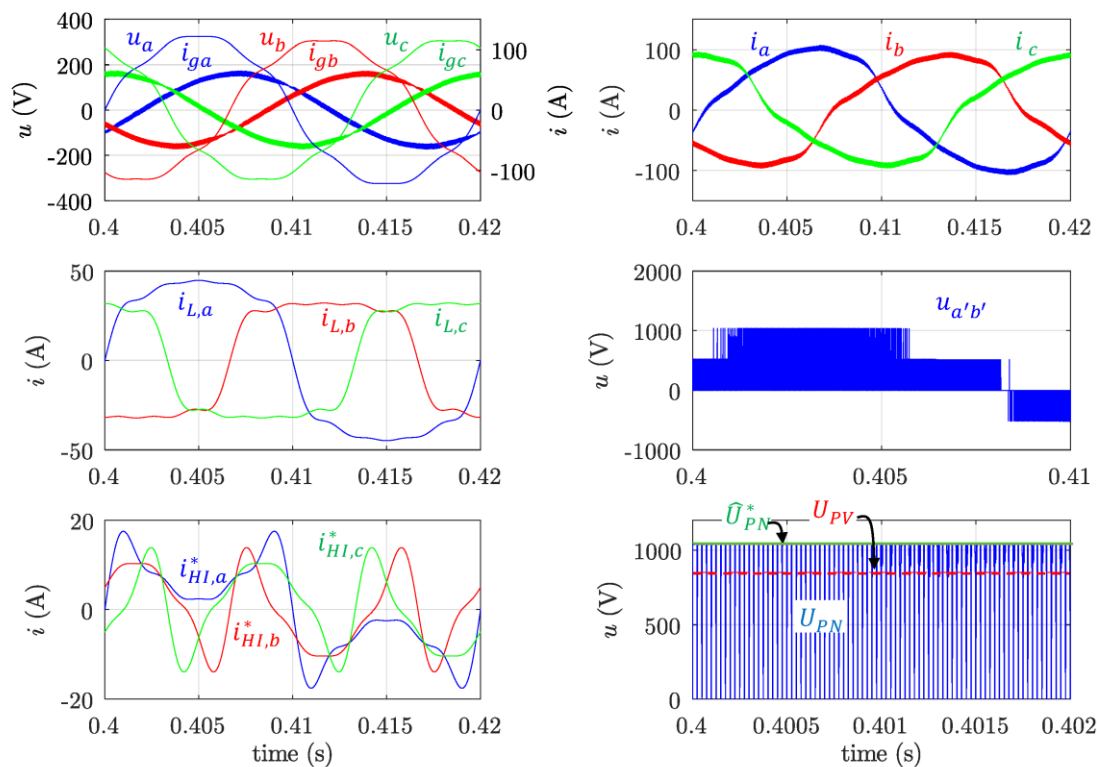 400
200
0
-200
-400
u (V)
u_a
i_ga
u_b
i_gb
u_c
i_gc
100
0
-100
i (A)
0.4 0.405 0.41 0.415 0.42
100
0
-100
i (A)
i_a
i_b
i_c
0.4 0.405 0.41 0.415 0.42
50
0
-50
i (A)
i_L,a
i_L,b
i_L,c
0.4 0.405 0.41 0.415 0.42
2000
1000
0
-1000
u (V)
u_a′b′
0.4 0.405 0.41
20
0
-20
i (A)
i*_HI,a
i*_HI,b
i*_HI,c
0.4 0.405 0.41 0.415 0.42
time (s)
Û*_PN
U_PV
1000
500
0
u (V)
U_PN
0.4 0.4005 0.401 0.4015 0.402
time (s)